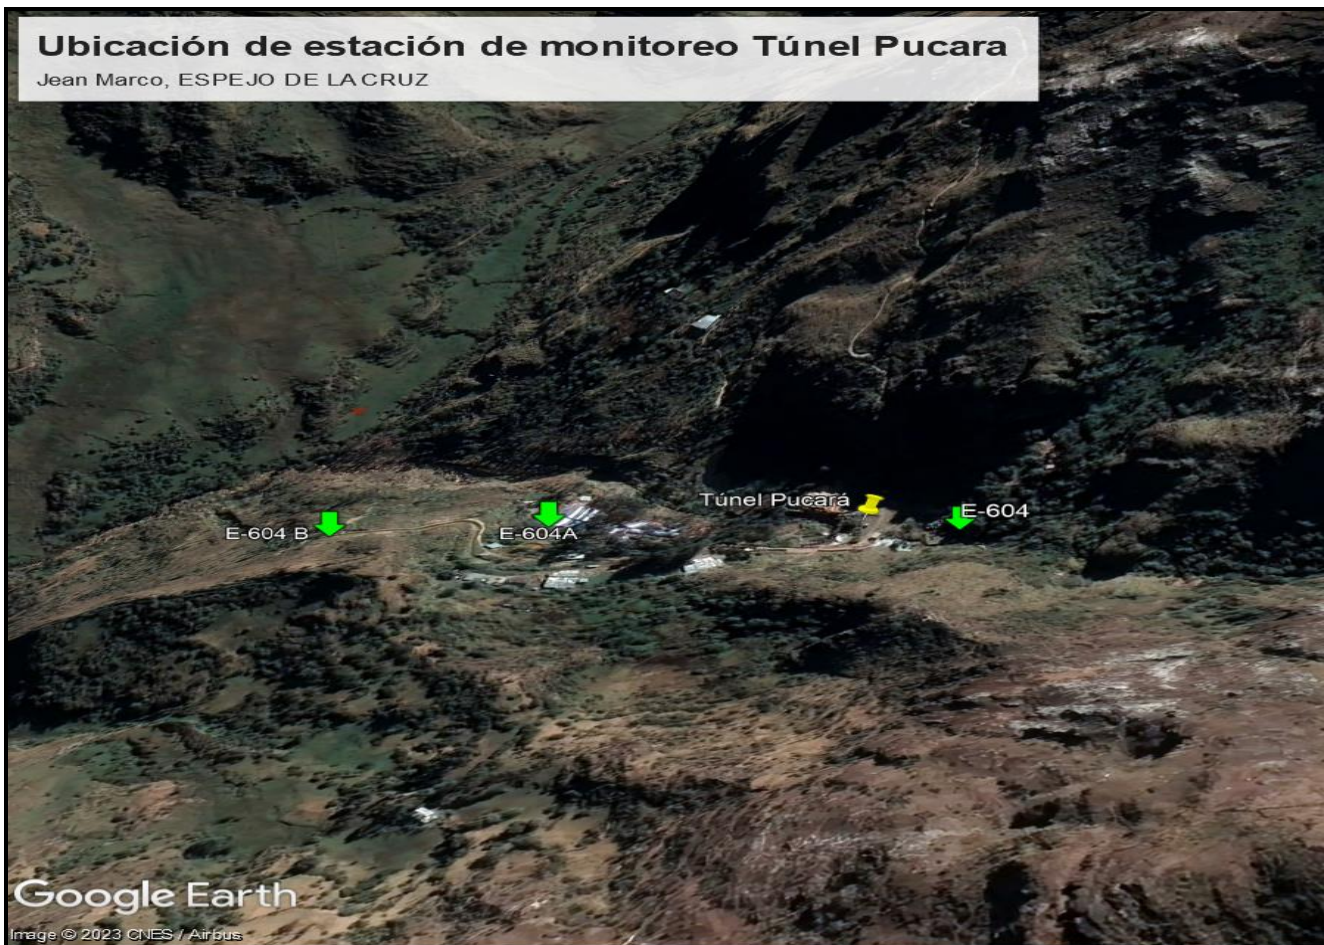 Ubicación de estación de monitoreo Túnel Pucara
Jean Marco, ESPEJO DE LA CRUZ
Túnel Pucará
E-604
E-604 B
E-604A
Google Earth
Image © 2023 CNES / Airbus